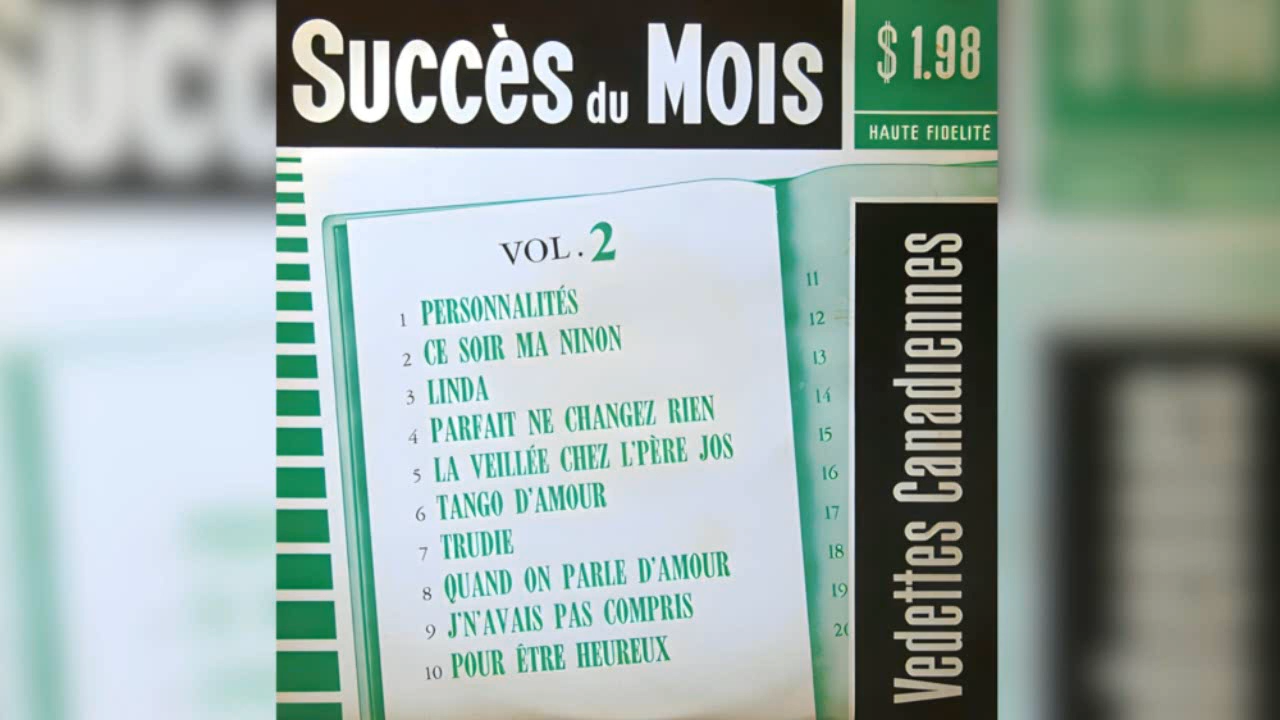 Succès du Mois
$1.98
HAUTE FIDELITÉ
VOL. 2
1 PERSONNALITÉS
2 CE SOIR MA NINON
3 LINDA
4 PARFAIT NE CHANGEZ RIEN
5 LA VEILLÉE CHEZ L'PÈRE JOS
6 TANGO D'AMOUR
7 TRUDIE
8 QUAND ON PARLE D'AMOUR
9 J'N'AVAIS PAS COMPRIS
10 POUR ÊTRE HEUREUX
11
12
13
14
15
16
17
18
19
20
Vedettes Canadiennes